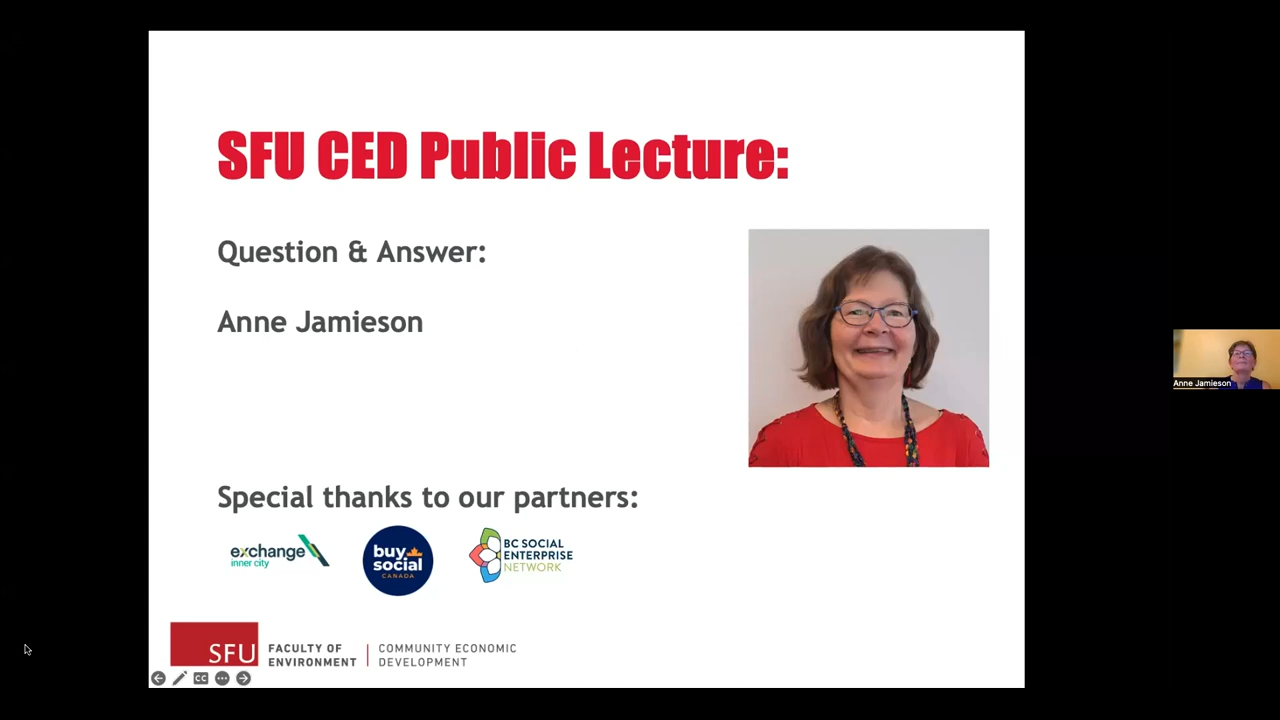 SFU CED Public Lecture:
Question & Answer:
Anne Jamieson
Anne Jamieson
Special thanks to our partners:
exchange
inner city
buy
social
CANADA
BC SOCIAL
ENTERPRISE
NETWORK
SFU
FACULTY OF
ENVIRONMENT
COMMUNITY ECONOMIC
DEVELOPMENT
CC